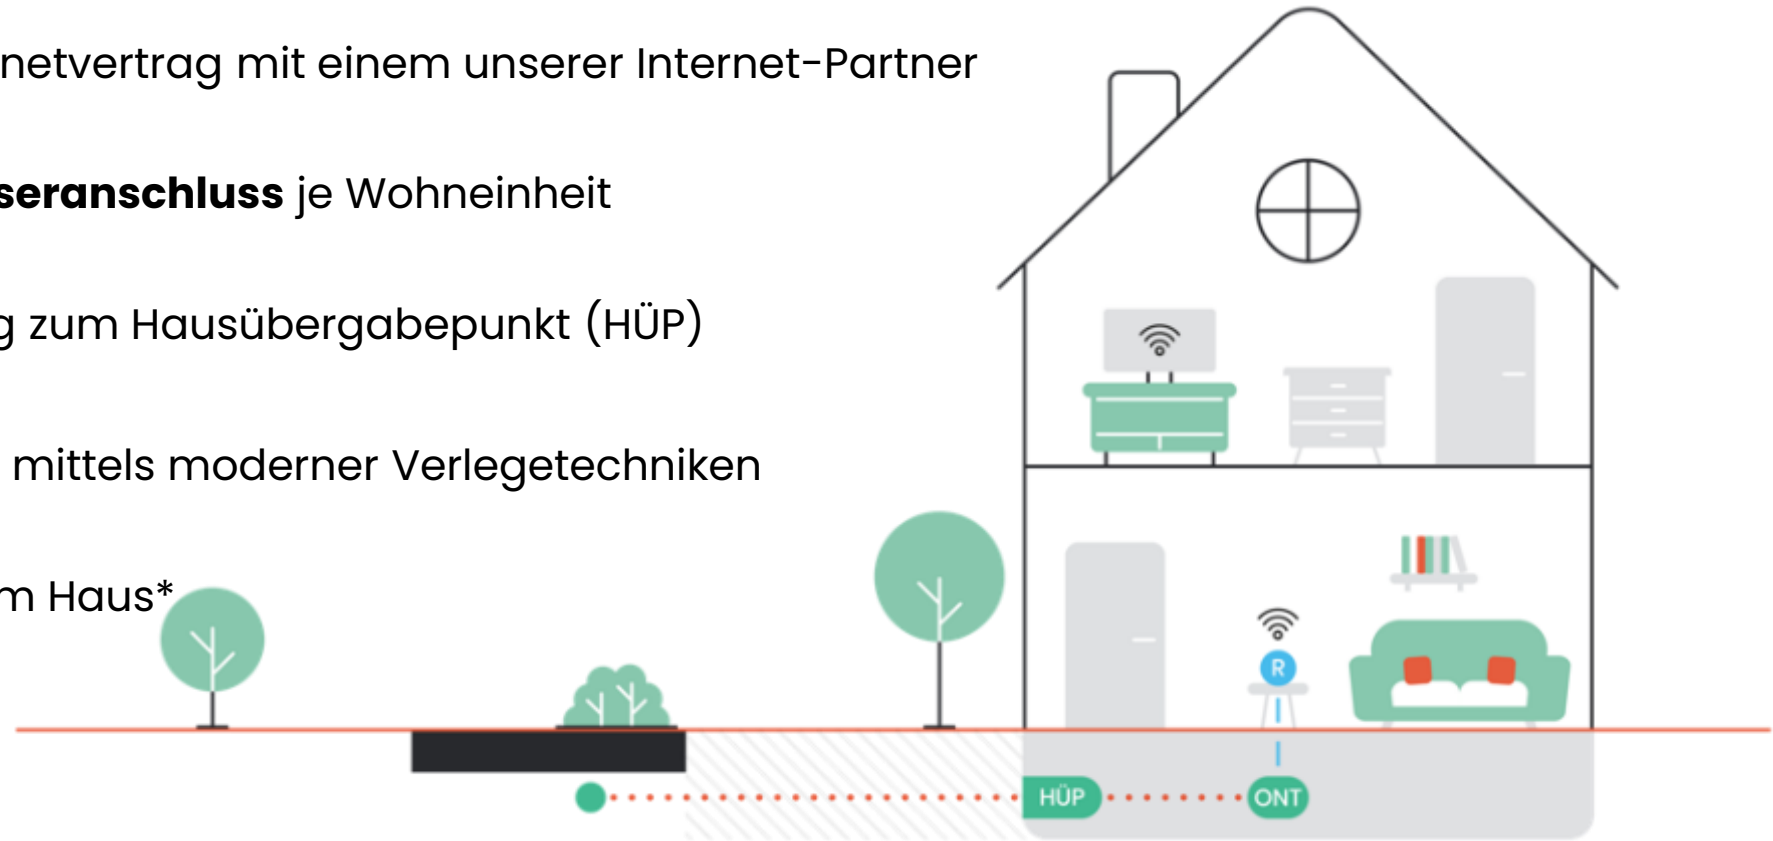 netvertrag mit einem unserer Internet-Partner
seranschluss je Wohneinheit
g zum Hausübergabepunkt (HÜP)
mittels moderner Verlegetechniken
m Haus*
R
HÜP
ONT